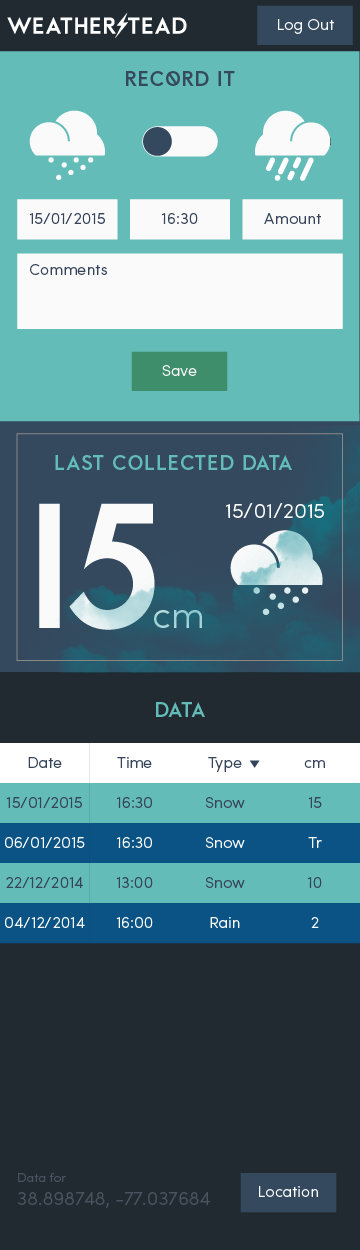 WEATHERSTEAD Log Out
RECORD IT
15/01/2015 16:30 Amount
Comments
Save
LAST COLLECTED DATA
15/01/2015
15cm
DATA
Date Time Type ▼ cm
15/01/2015 16:30 Snow 15
06/01/2015 16:30 Snow Tr
22/12/2014 13:00 Snow 10
04/12/2014 16:00 Rain 2
Data for
38.898748, -77.037684 Location